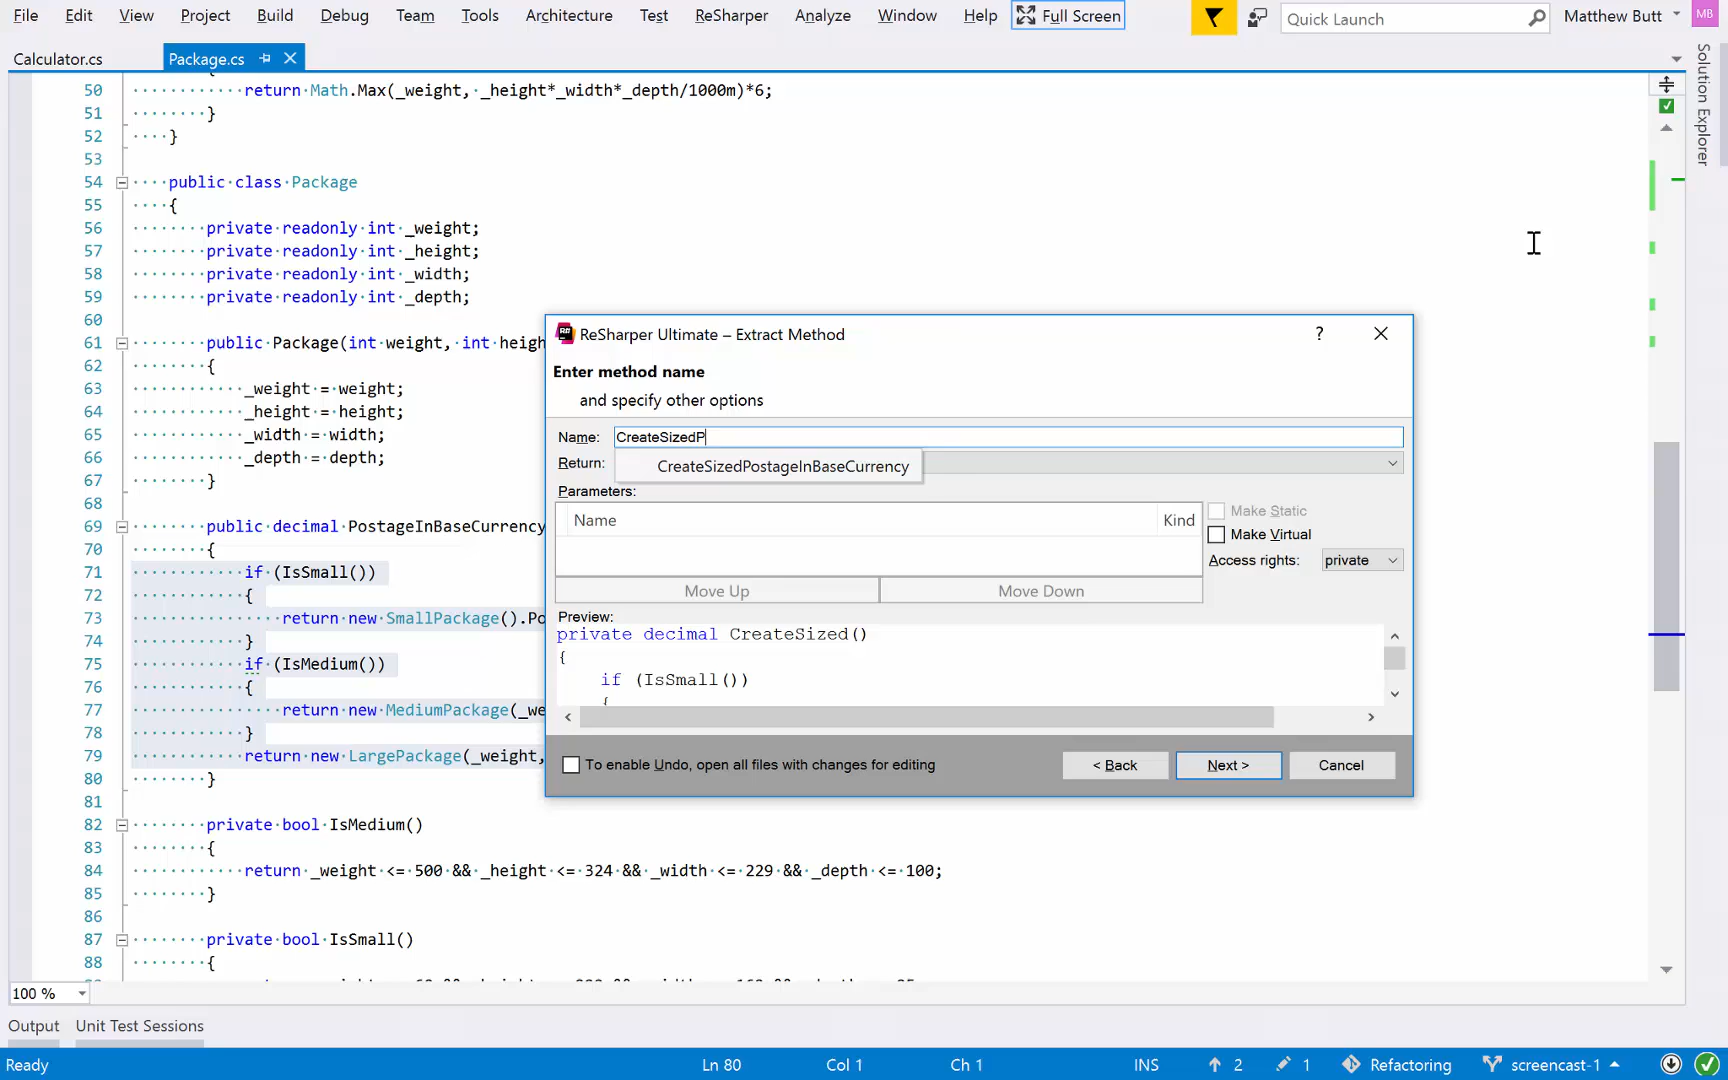 File Edit View Project Build Debug Team Tools Architecture Test ReSharper Analyze Window Help Full Screen Quick Launch Matthew Butt MB
Calculator.cs Package.cs
Solution Explorer
50 return Math.Max(_weight, _height*_width*_depth/1000m)*6;
51 }
52 }
53
54 public class Package
55 {
56 private readonly int _weight;
57 private readonly int _height;
58 private readonly int _width;
59 private readonly int _depth;
60
61 public Package(int weight, int heigh
62 {
63 _weight = weight;
64 _height = height;
65 _width = width;
66 _depth = depth;
67 }
68
69 public decimal PostageInBaseCurrency
70 {
71 if (IsSmall())
72 {
73 return new SmallPackage().Po
74 }
75 if (IsMedium())
76 {
77 return new MediumPackage(_we
78 }
79 return new LargePackage(_weight,
80 }
81
82 private bool IsMedium()
83 {
84 return _weight <= 500 && _height <= 324 && _width <= 229 && _depth <= 100;
85 }
86
87 private bool IsSmall()
88 {
ReSharper Ultimate – Extract Method ?
Enter method name
and specify other options
Name: CreateSizedP
Return: CreateSizedPostageInBaseCurrency
Parameters:
Name Kind
Make Static
Make Virtual
Access rights: private
Move Up Move Down
Preview:
private decimal CreateSized()
{
if (IsSmall())
{
To enable Undo, open all files with changes for editing < Back Next > Cancel
100 %
Output Unit Test Sessions
Ready Ln 80 Col 1 Ch 1 INS 2 1 Refactoring screencast-1